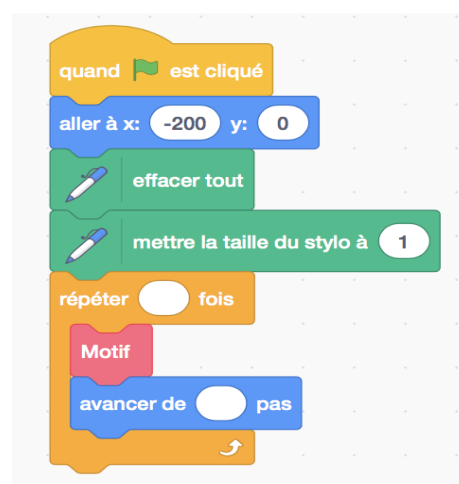 quand est cliqué
aller à x: -200 y: 0
effacer tout
mettre la taille du stylo à 1
répéter fois
Motif
avancer de pas